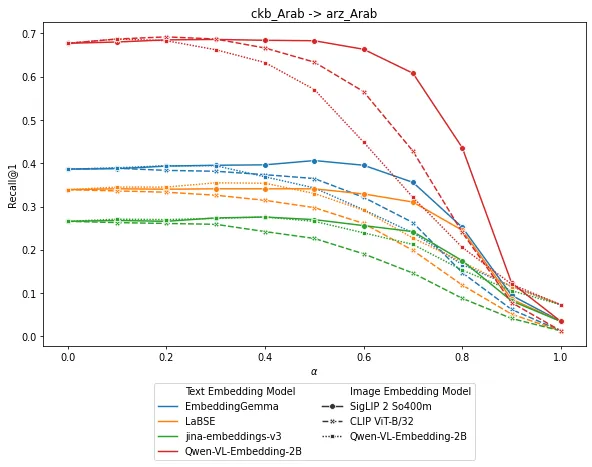 ckb_Arab -> arz_Arab
Recall@1
0.7
0.6
0.5
0.4
0.3
0.2
0.1
0.0
0.0 0.2 0.4 0.6 0.8 1.0
α
Text Embedding Model Image Embedding Model
EmbeddingGemma SigLIP 2 So400m
LaBSE CLIP ViT-B/32
jina-embeddings-v3 Qwen-VL-Embedding-2B
Qwen-VL-Embedding-2B